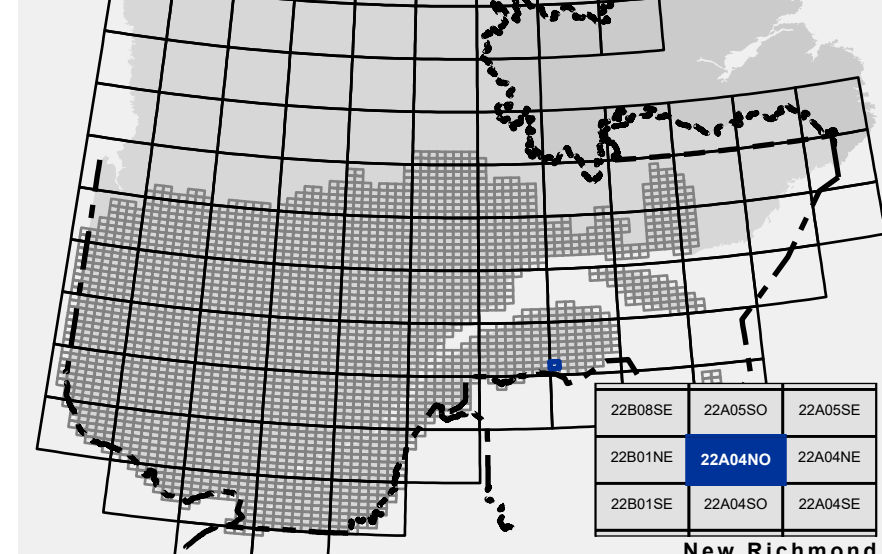 22B08SE 22A05SO 22A05SE
22B01NE 22A04NO 22A04NE
22B01SE 22A04SO 22A04SE
New Richmond